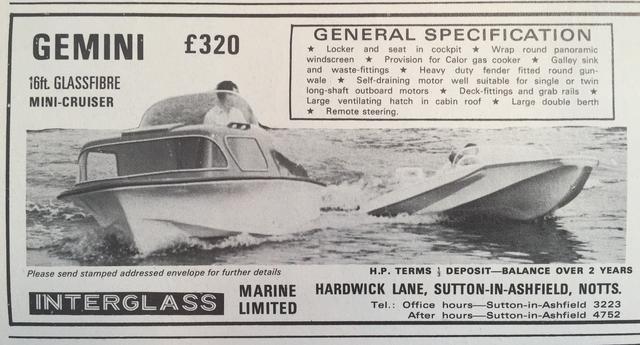 GEMINI £320
16ft. GLASSFIBRE
MINI-CRUISER
GENERAL SPECIFICATION
★ Locker and seat in cockpit ★ Wrap round panoramic
windscreen ★ Provision for Calor gas cooker ★ Galley sink
and waste-fittings ★ Heavy duty fender fitted round gun-
wale ★ Self-draining motor well suitable for single or twin
long-shaft outboard motors ★ Deck-fittings and grab rails ★
Large ventilating hatch in cabin roof ★ Large double berth
★ Remote steering.
Please send stamped addressed envelope for further details
H.P. TERMS ⅓ DEPOSIT—BALANCE OVER 2 YEARS
INTERGLASS MARINE LIMITED
HARDWICK LANE, SUTTON-IN-ASHFIELD, NOTTS.
Tel.: Office hours—Sutton-in-Ashfield 3223
After hours—Sutton-in-Ashfield 4752